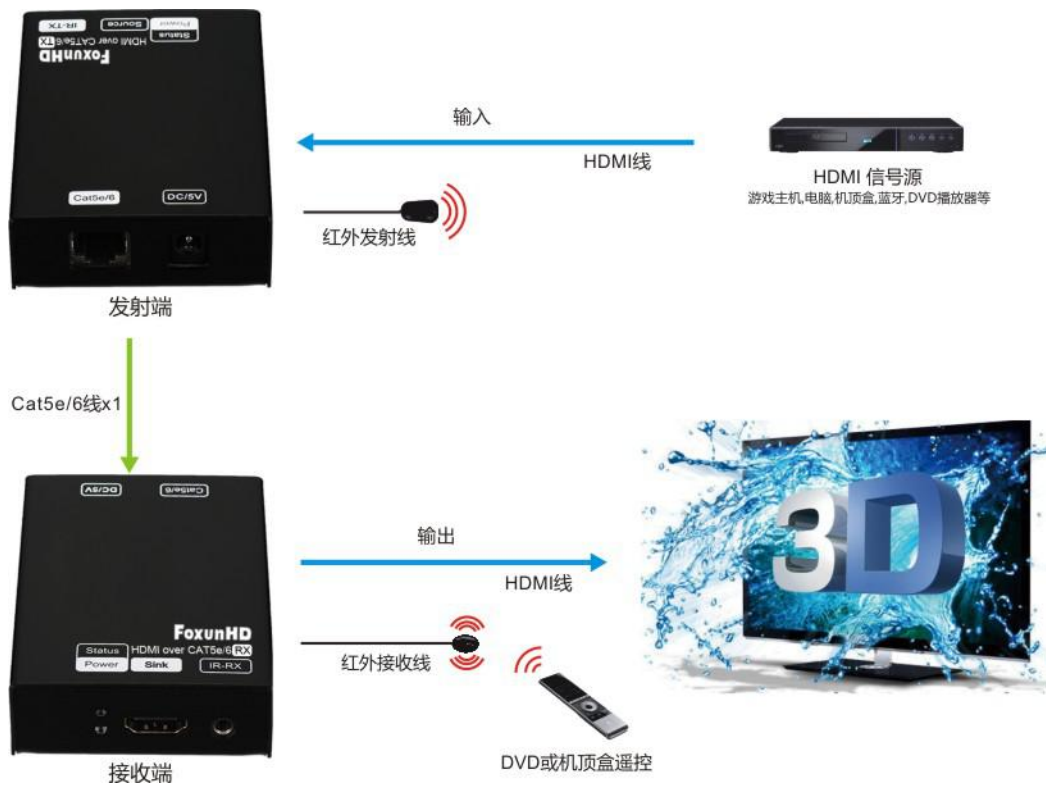 IR-TX
Source
Power
Status
HDMI over CAT5e/6 TX
FoxunHD
Cat5e/6
DC/5V
发射端
输入
HDMI线
红外发射线
HDMI 信号源
游戏主机,电脑,机顶盒,蓝牙,DVD播放器等
Cat5e/6线x1
DC/5V
Cat5e/6
FoxunHD
Status
HDMI over CAT5e/6 RX
Power
Sink
IR-RX
接收端
输出
HDMI线
红外接收线
DVD或机顶盒遥控
3D